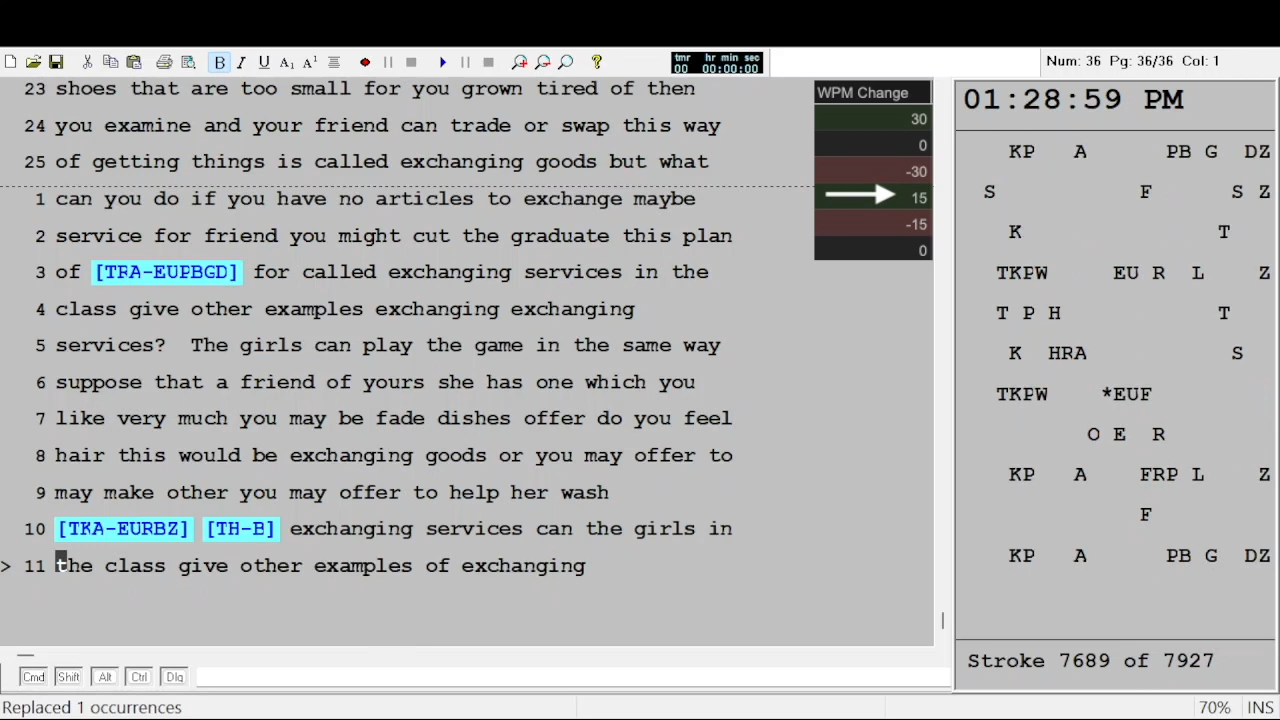 B I U A₁ A¹ ?
tmr hr min sec
00 00:00:00
Num: 36 Pg: 36/36 Col: 1
23 shoes that are too small for you grown tired of then
24 you examine and your friend can trade or swap this way
25 of getting things is called exchanging goods but what
1 can you do if you have no articles to exchange maybe
2 service for friend you might cut the graduate this plan
3 of [TRA-EUPBGD] for called exchanging services in the
4 class give other examples exchanging exchanging
5 services? The girls can play the game in the same way
6 suppose that a friend of yours she has one which you
7 like very much you may be fade dishes offer do you feel
8 hair this would be exchanging goods or you may offer to
9 may make other you may offer to help her wash
10 [TKA-EURBZ] [TH-B] exchanging services can the girls in
> 11 the class give other examples of exchanging
WPM Change
30
0
-30
15
-15
0
01:28:59 PM
KP A PB G DZ
S F S Z
K T
TKPW EU R L Z
T P H T
K HRA S
TKPW *EUF
O E R
KP A FRP L Z
F
KP A PB G DZ
Stroke 7689 of 7927
Cmd Shift Alt Ctrl Dlg
Replaced 1 occurrences
70% INS